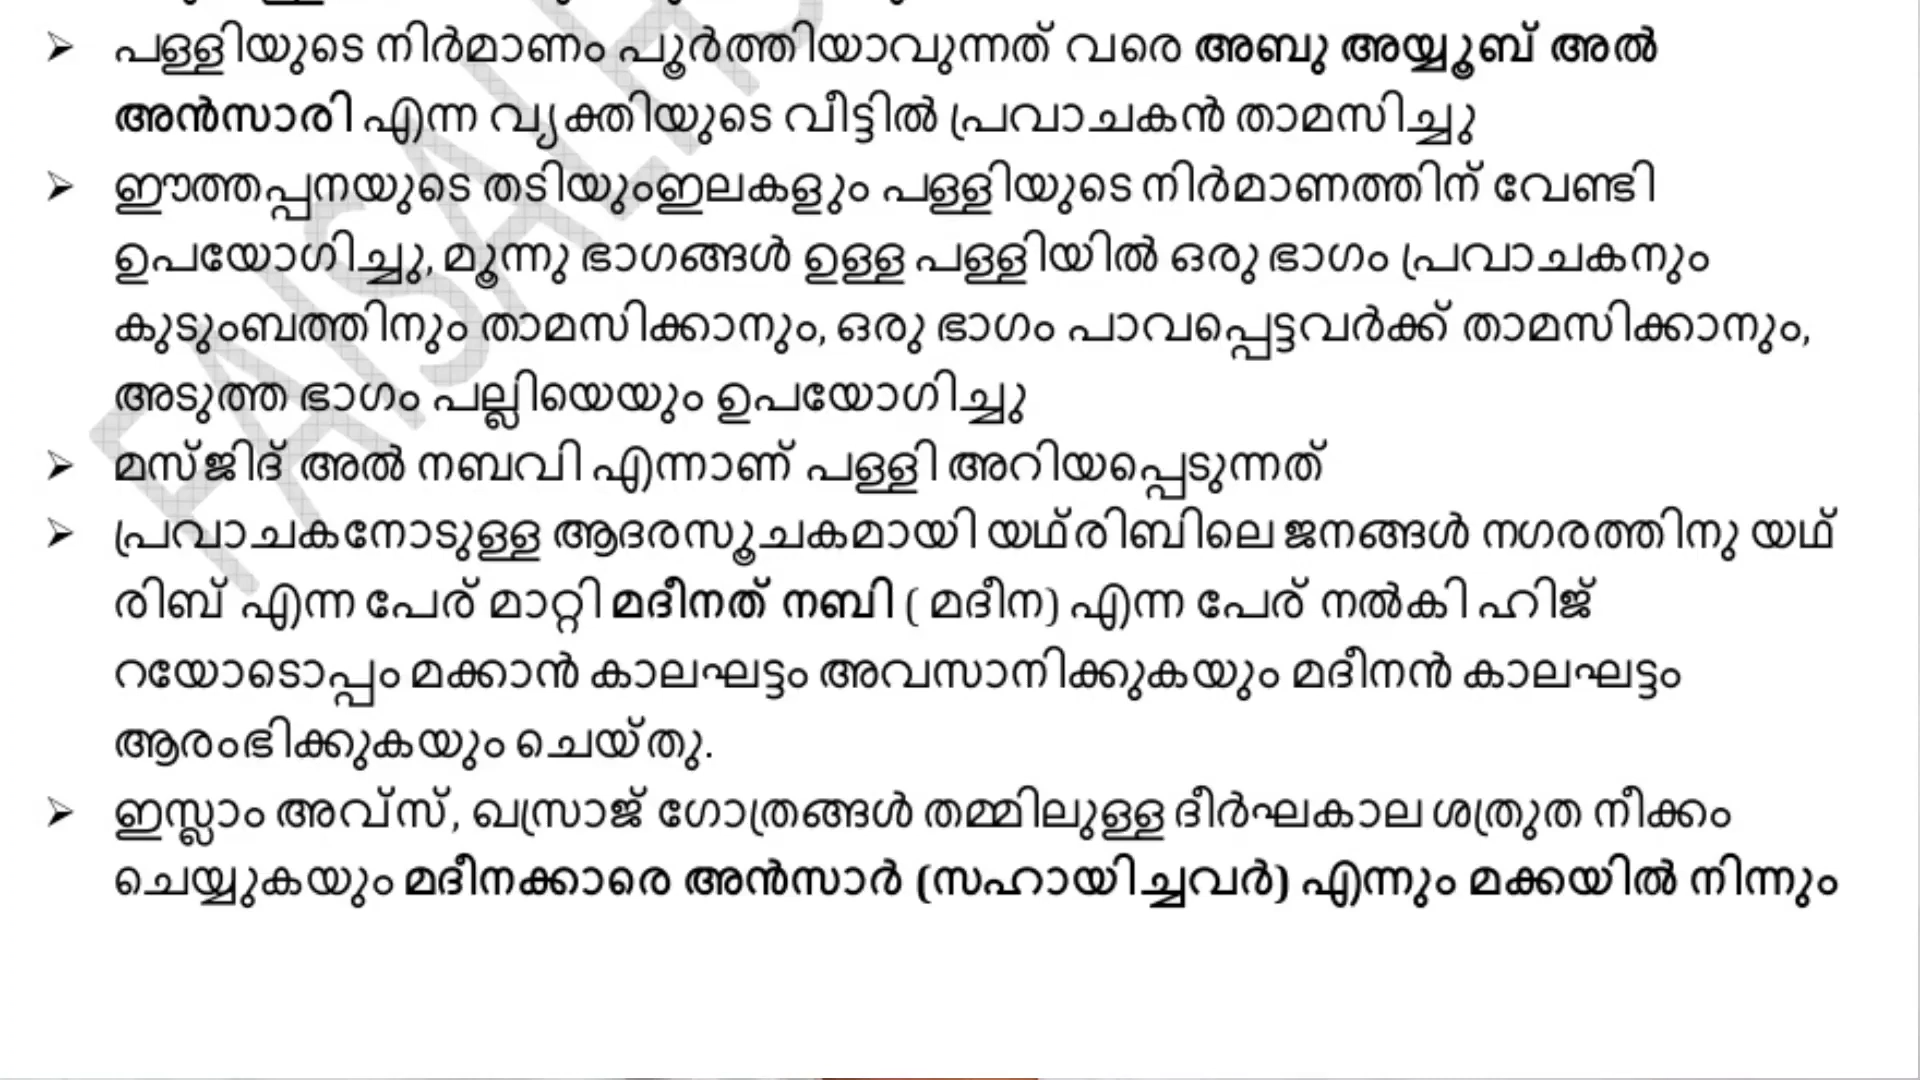 ➢ പള്ളിയുടെ നിർമാണം പൂർത്തിയാവുന്നത് വരെ അബു അയ്യൂബ് അൽ
അൻസാരി എന്ന വ്യക്തിയുടെ വീട്ടിൽ പ്രവാചകൻ താമസിച്ചു
➢ ഈത്തപ്പനയുടെ തടിയുംഇലകളും പള്ളിയുടെ നിർമാണത്തിന് വേണ്ടി
ഉപയോഗിച്ചു, മൂന്നു ഭാഗങ്ങൾ ഉള്ള പള്ളിയിൽ ഒരു ഭാഗം പ്രവാചകനും
കുടുംബത്തിനും താമസിക്കാനും, ഒരു ഭാഗം പാവപ്പെട്ടവർക്ക് താമസിക്കാനും,
അടുത്ത ഭാഗം പല്ലിയെയും ഉപയോഗിച്ചു
➢ മസ്ജിദ് അൽ നബവി എന്നാണ് പള്ളി അറിയപ്പെടുന്നത്
➢ പ്രവാചകനോടുള്ള ആദരസൂചകമായി യഥ്രിബിലെ ജനങ്ങൾ നഗരത്തിനു യഥ്
രിബ് എന്ന പേര് മാറ്റി മദീനത് നബി ( മദീന) എന്ന പേര് നൽകി ഹിജ്
റയോടൊപ്പം മക്കാൻ കാലഘട്ടം അവസാനിക്കുകയും മദീനൻ കാലഘട്ടം
ആരംഭിക്കുകയും ചെയ്തു.
➢ ഇസ്ലാം അവ്സ്, ഖസ്രാജ് ഗോത്രങ്ങൾ തമ്മിലുള്ള ദീർഘകാല ശത്രുത നീക്കം
ചെയ്യുകയും മദീനക്കാരെ അൻസാർ (സഹായിച്ചവർ) എന്നും മക്കയിൽ നിന്നും